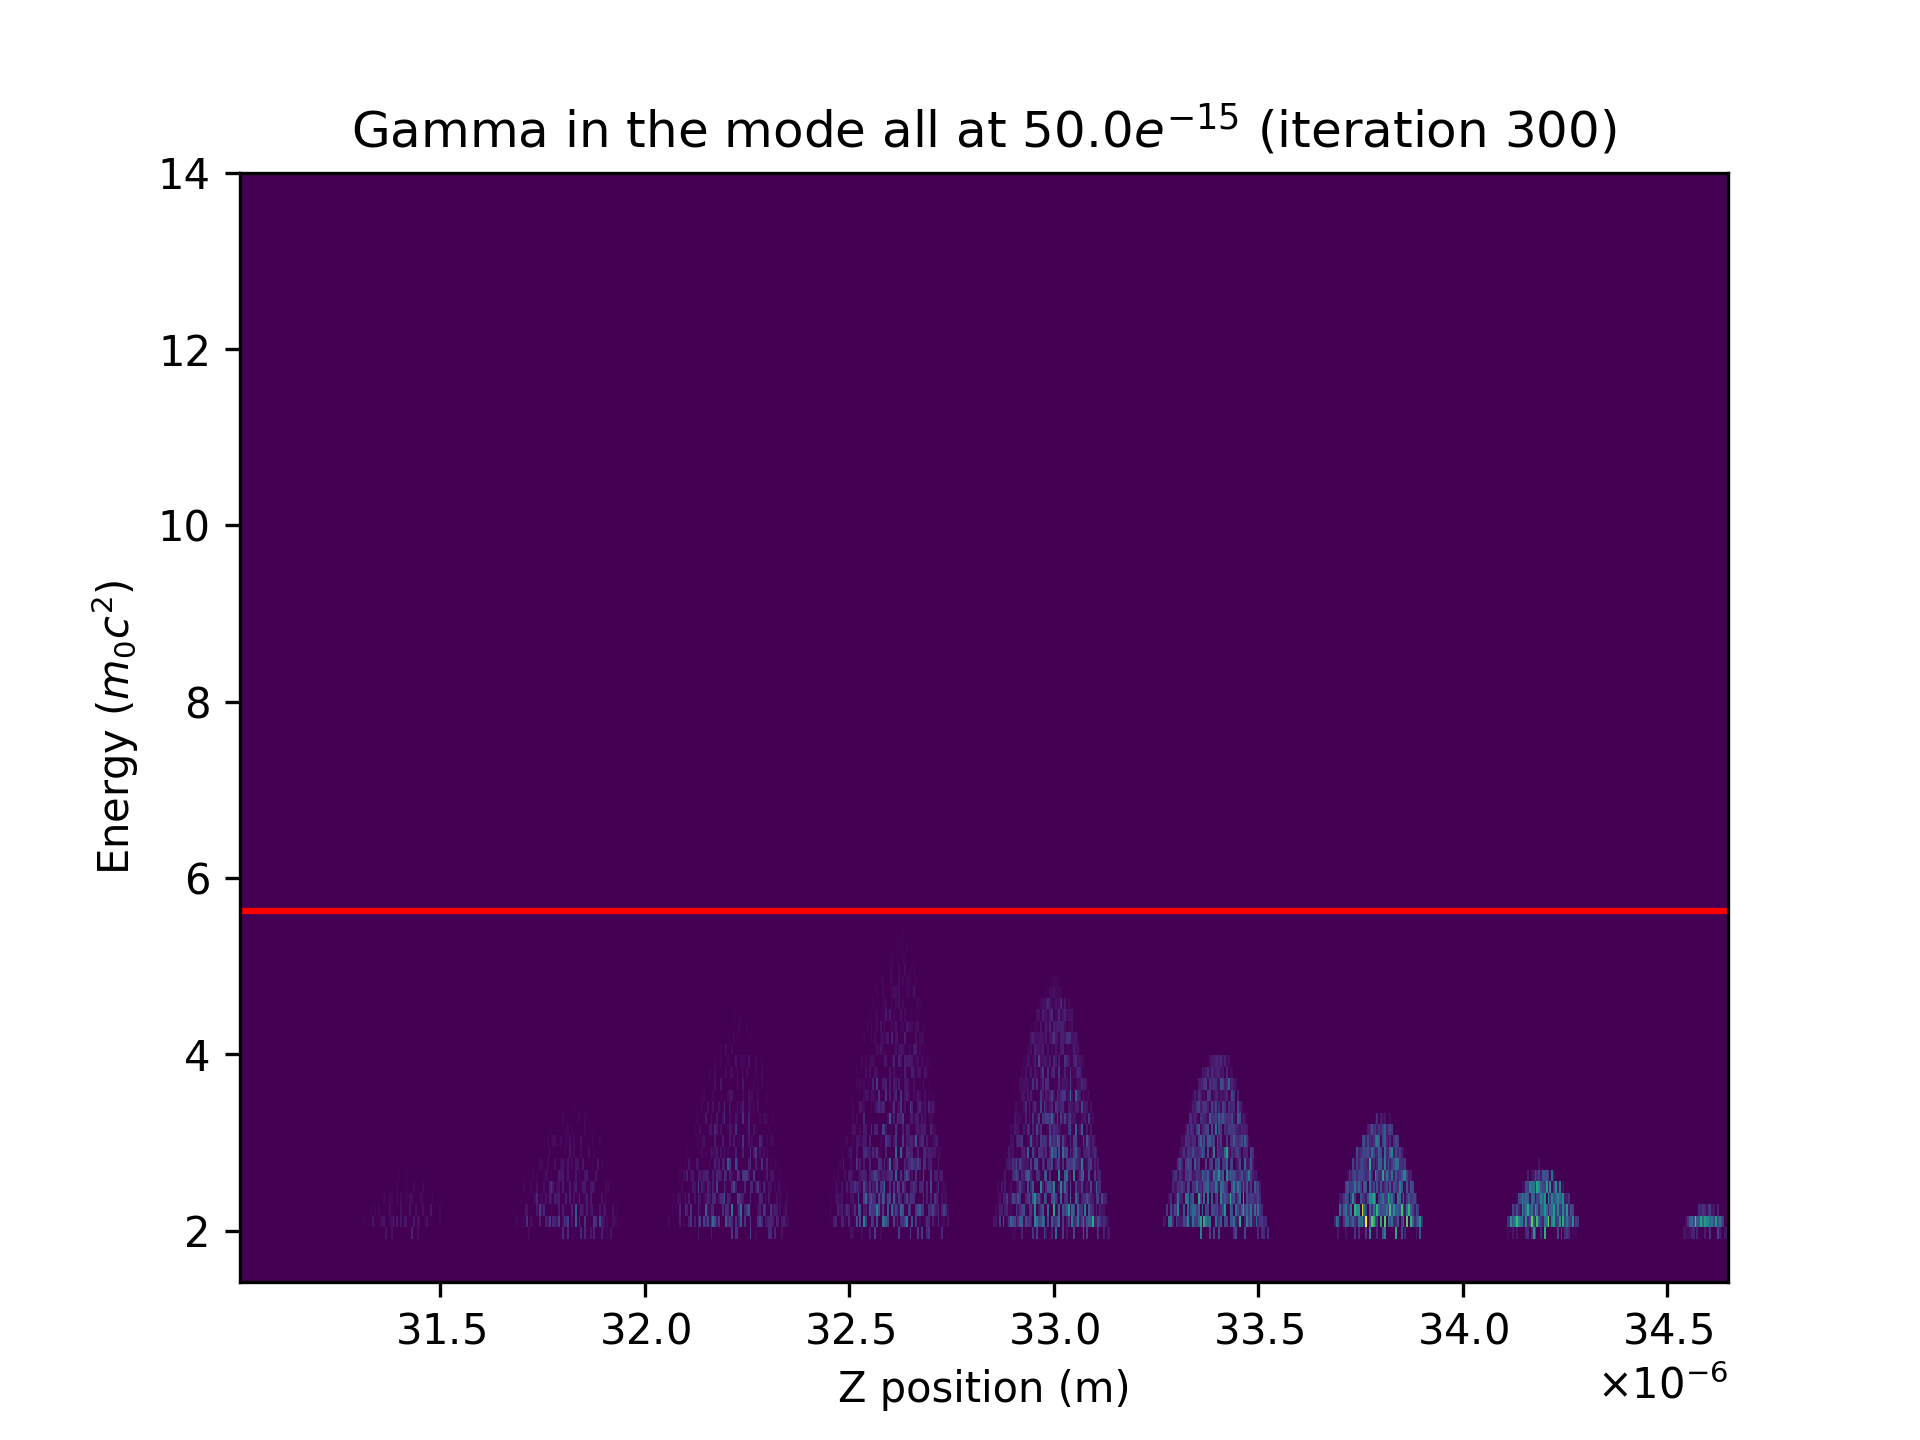 Gamma in the mode all at 50.0e⁻¹⁵ (iteration 300)
14
12
10
8
6
4
2
Energy (m₀c²)
31.5 32.0 32.5 33.0 33.5 34.0 34.5
×10⁻⁶
Z position (m)